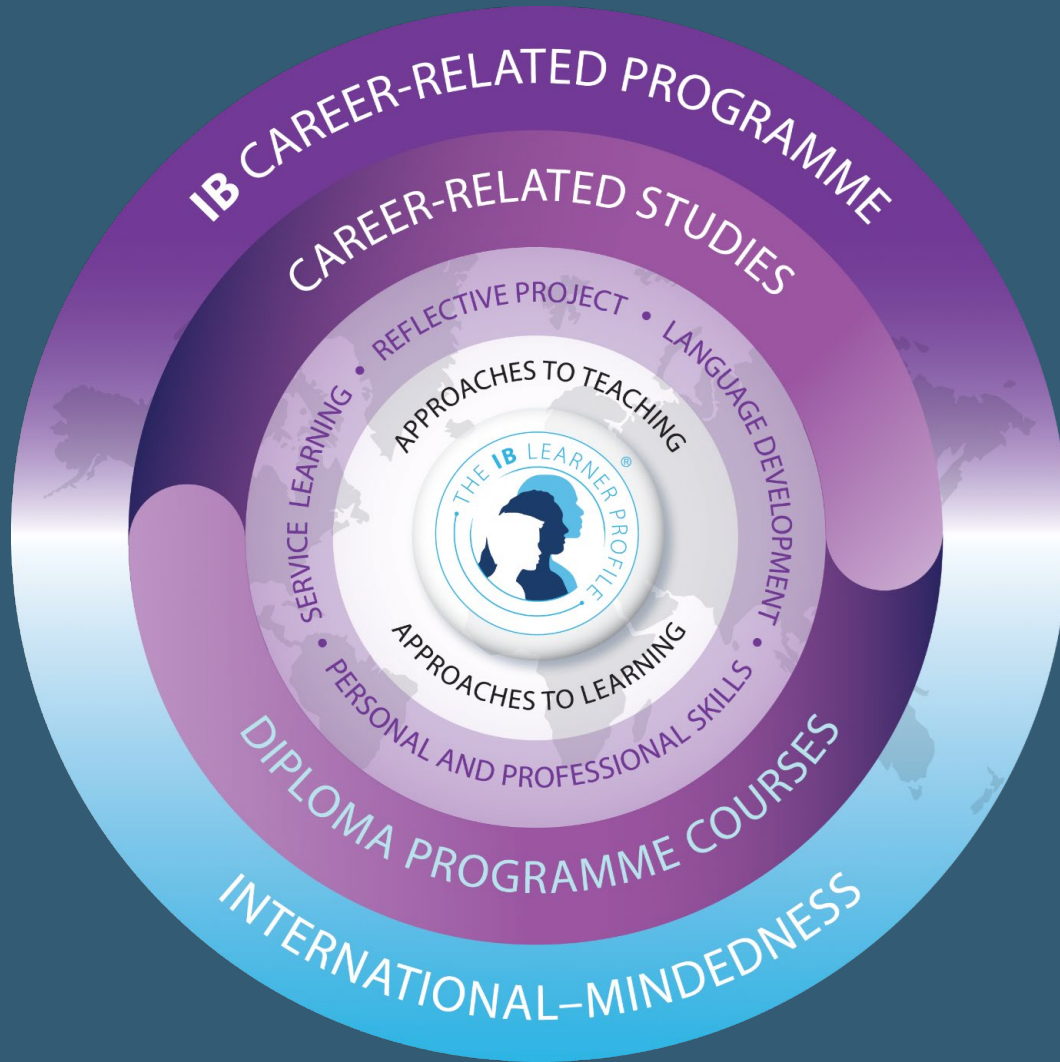 IB CAREER-RELATED PROGRAMME
CAREER-RELATED STUDIES
SERVICE LEARNING • REFLECTIVE PROJECT • LANGUAGE DEVELOPMENT •
APPROACHES TO TEACHING
• THE IB LEARNER PROFILE • ®
APPROACHES TO LEARNING
• PERSONAL AND PROFESSIONAL SKILLS
DIPLOMA PROGRAMME COURSES
INTERNATIONAL–MINDEDNESS